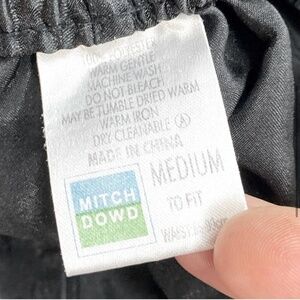 100% POLYESTER
WARM GENTLE
MACHINE WASH
DO NOT BLEACH
MAY BE TUMBLE DRIED WARM
WARM IRON
DRY CLEANABLE Ⓐ
MADE IN CHINA
MEDIUM
TO FIT
WAIST
MITCH
DOWD